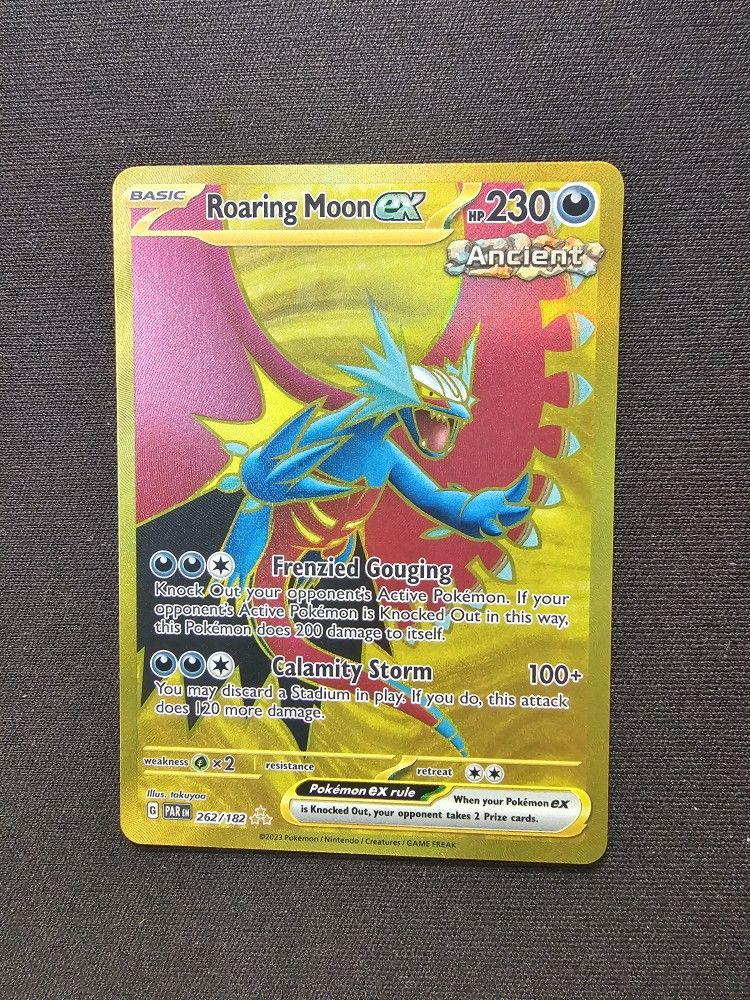 BASIC Roaring Moon ex HP 230
Ancient
Frenzied Gouging
Knock Out your opponent's Active Pokémon. If your
opponent's Active Pokémon is Knocked Out in this way,
this Pokémon does 200 damage to itself.
Calamity Storm 100+
You may discard a Stadium in play. If you do, this attack
does 120 more damage.
weakness ×2 resistance retreat
Illus. takuyoa
Pokémon ex rule
When your Pokémon ex
is Knocked Out, your opponent takes 2 Prize cards.
G PAR EN 262/182
©2023 Pokémon / Nintendo / Creatures / GAME FREAK